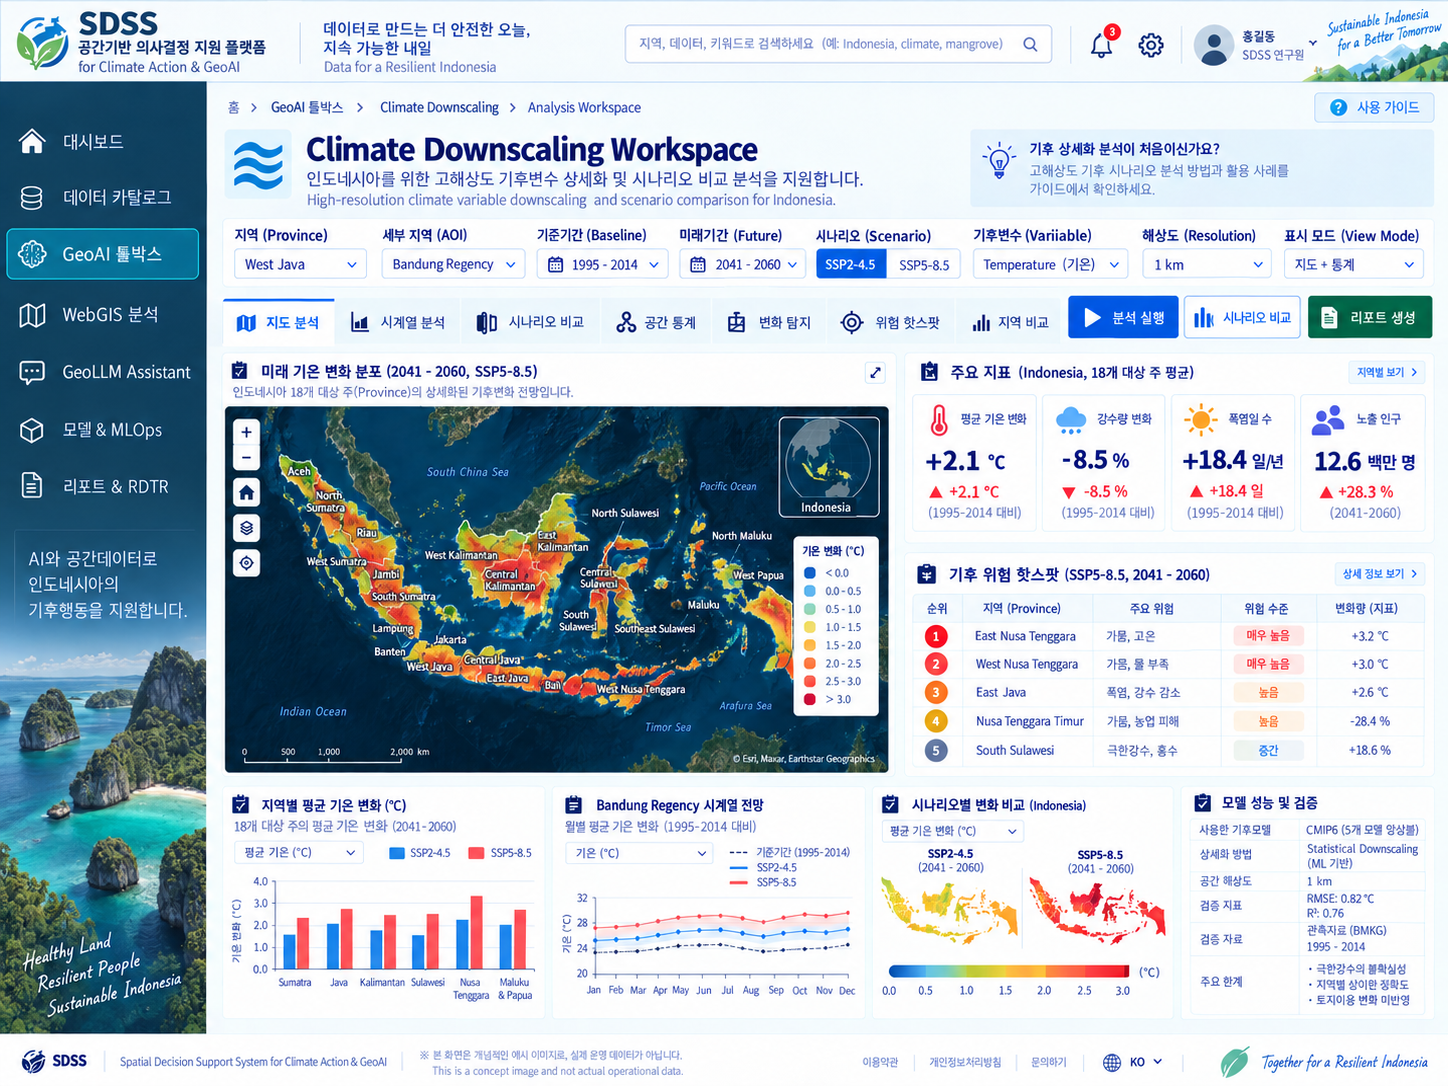 SDSS
공간기반 의사결정 지원 플랫폼
for Climate Action & GeoAI
데이터로 만드는 더 안전한 오늘,
지속 가능한 내일
Data for a Resilient Indonesia
지역, 데이터, 키워드로 검색하세요 (예: Indonesia, climate, mangrove)
3
홍길동
SDSS 연구원
Sustainable Indonesia
for a Better Tomorrow
대시보드
데이터 카탈로그
GeoAI 툴박스
WebGIS 분석
GeoLLM Assistant
모델 & MLOps
리포트 & RDTR
AI와 공간데이터로
인도네시아의
기후행동을 지원합니다.
Healthy Land
Resilient People
Sustainable Indonesia
홈 > GeoAI 툴박스 > Climate Downscaling > Analysis Workspace
? 사용 가이드
Climate Downscaling Workspace
인도네시아를 위한 고해상도 기후변수 상세화 및 시나리오 비교 분석을 지원합니다.
High-resolution climate variable downscaling and scenario comparison for Indonesia.
기후 상세화 분석이 처음이신가요?
고해상도 기후 시나리오 분석 방법과 활용 사례를
가이드에서 확인하세요.
지역 (Province)
West Java
세부 지역 (AOI)
Bandung Regency
기준기간 (Baseline)
1995 - 2014
미래기간 (Future)
2041 - 2060
시나리오 (Scenario)
SSP2-4.5 SSP5-8.5
기후변수 (Variiable)
Temperature (기온)
해상도 (Resolution)
1 km
표시 모드 (View Mode)
지도 + 통계
지도 분석
시계열 분석
시나리오 비교
공간 통계
변화 탐지
위험 핫스팟
지역 비교
분석 실행
시나리오 비교
리포트 생성
미래 기온 변화 분포 (2041 - 2060, SSP5-8.5)
인도네시아 18개 대상 주(Province)의 상세화된 기후변화 전망입니다.
+
−
South China Sea
Pacific Ocean
Indian Ocean
Timor Sea
Arafura Sea
Aceh
North
Sumatra
Riau
West Sumatra
Jambi
South Sumatra
Lampung
Jakarta
Banten
West Java
Central Java
East Java
Bali
West Nusa Tenggara
West Kalimantan
East
Kalimantan
Central
Kalimantan
North Sulawesi
Central
Sulawesi
South
Sulawesi
Southeast Sulawesi
North Maluku
Maluku
West Papua
Indonesia
기온 변화 (°C)
< 0.0
0.0 - 0.5
0.5 - 1.0
1.0 - 1.5
1.5 - 2.0
2.0 - 2.5
2.5 - 3.0
> 3.0
0 500 1,000 2,000 km
© Esri, Maxar, Earthstar Geographics
주요 지표 (Indonesia, 18개 대상 주 평균)
지역별 보기 >
평균 기온 변화
+2.1 °C
▲ +2.1 °C
(1995-2014 대비)
강수량 변화
-8.5 %
▼ -8.5 %
(1995-2014 대비)
폭염일 수
+18.4 일/년
▲ +18.4 일
(1995-2014 대비)
노출 인구
12.6 백만 명
▲ +28.3 %
(2041-2060)
기후 위험 핫스팟 (SSP5-8.5, 2041 - 2060)
상세 정보 보기 >
순위 지역 (Province) 주요 위험 위험 수준 변화량 (지표)
1 East Nusa Tenggara 가뭄, 고온 매우 높음 +3.2 °C
2 West Nusa Tenggara 가뭄, 물 부족 매우 높음 +3.0 °C
3 East Java 폭염, 강수 감소 높음 +2.6 °C
4 Nusa Tenggara Timur 가뭄, 농업 피해 높음 -28.4 %
5 South Sulawesi 극한강수, 홍수 중간 +18.6 %
지역별 평균 기온 변화 (°C)
18개 대상 주의 평균 기온 변화 (2041-2060)
평균 기온 (°C)
SSP2-4.5 SSP5-8.5
기온 변화 (°C)
4.0
3.0
2.0
1.0
0.0
Sumatra Java Kalimantan Sulawesi Nusa
Tenggara
Maluku
& Papua
Bandung Regency 시계열 전망
월별 평균 기온 변화 (1995-2014 대비)
기온 (°C)
기준기간 (1995-2014)
SSP2-4.5
SSP5-8.5
기온 (°C)
32
28
24
20
Jan Feb Mar Apr May Jun Jul Aug Sep Oct Nov Dec
시나리오별 변화 비교 (Indonesia)
평균 기온 변화 (°C)
SSP2-4.5
(2041 - 2060)
SSP5-8.5
(2041 - 2060)
(°C)
0.0 0.5 1.0 1.5 2.0 2.5 3.0
모델 성능 및 검증
사용한 기후모델 CMIP6 (5개 모델 앙상블)
상세화 방법 Statistical Downscaling
(ML 기반)
공간 해상도 1 km
검증 지표 RMSE: 0.82 °C
R²: 0.76
검증 자료 관측자료 (BMKG)
1995 - 2014
주요 한계 • 극한강수의 불확실성
• 지역별 상이한 정확도
• 토지이용 변화 미반영
SDSS
Spatial Decision Support System for Climate Action & GeoAI
※ 본 화면은 개념적인 예시 이미지로, 실제 운영 데이터가 아닙니다.
This is a concept image and not actual operational data.
이용약관
개인정보처리방침
문의하기
KO
Together for a Resilient Indonesia